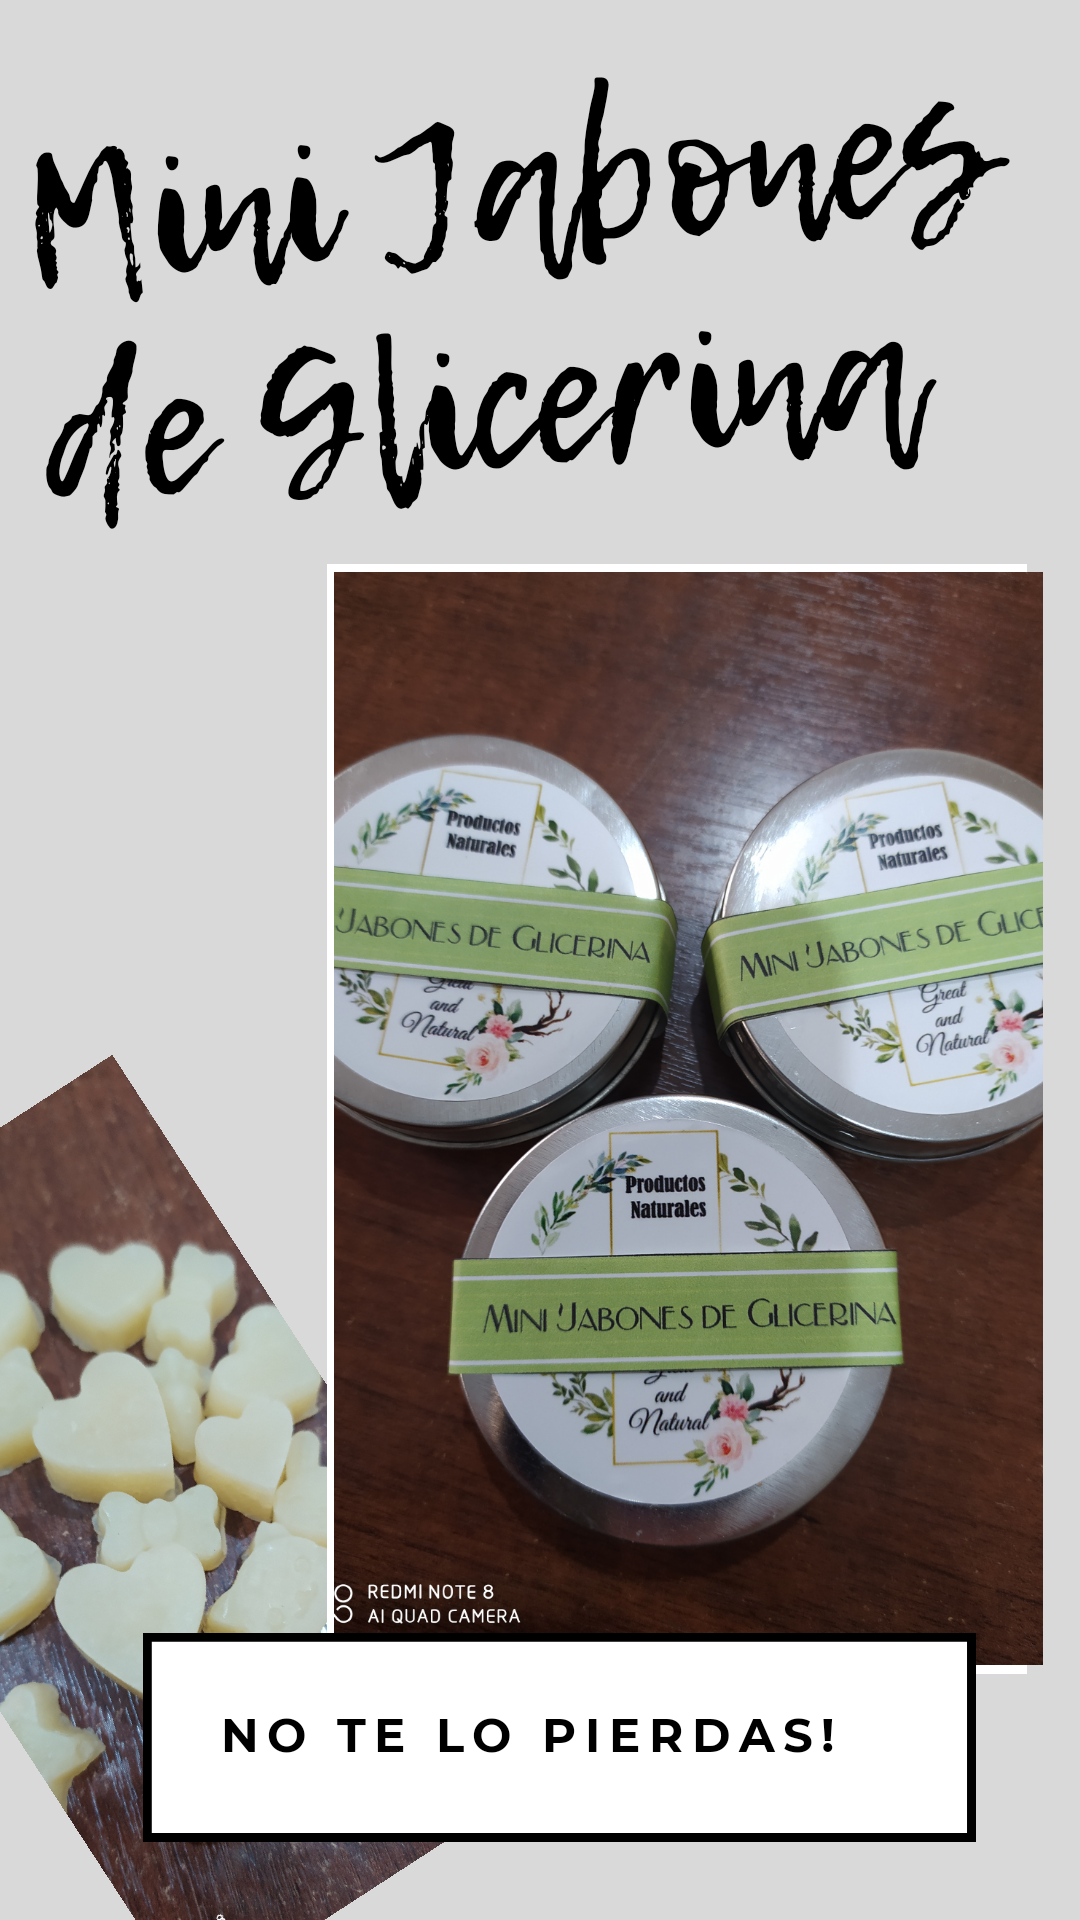 Mini Jabones
de Glicerina
Productos
Naturales
JABONES DE GLICERINA
Great
and
Natural
Productos
Naturales
MINI JABONES DE GLICE
Great
and
Natural
Productos
Naturales
MINI JABONES DE GLICERINA
Great
and
Natural
REDMI NOTE 8
AI QUAD CAMERA
NO TE LO PIERDAS!